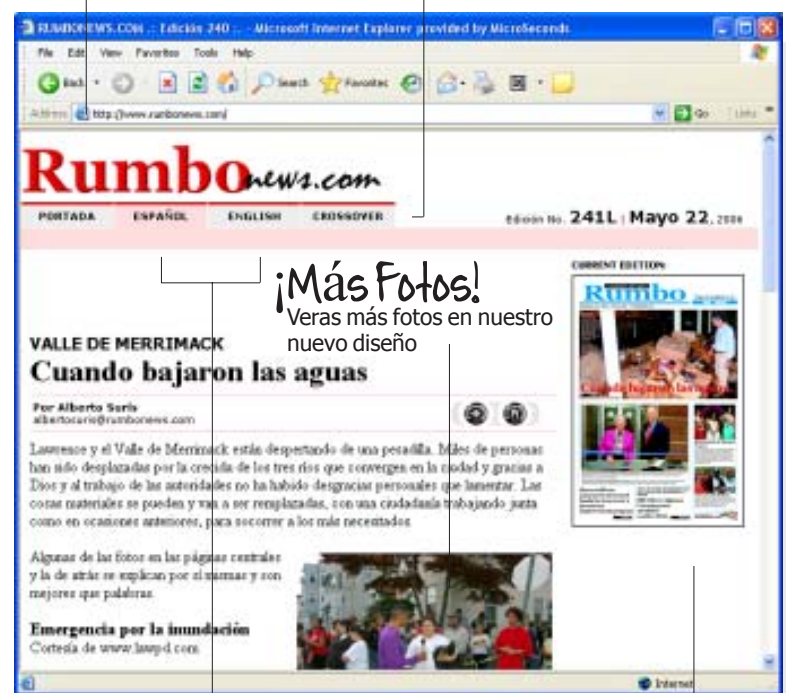 RUMBONEWS.COM .: Edición 240 :. - Microsoft Internet Explorer provided by MicroSeconds
File Edit View Favorites Tools Help
Back Search Favorites
Address http://www.rumbonews.com/ Go Links
Rumbonews.com
PORTADA ESPAÑOL ENGLISH CROSSOVER
Edición No. 241L | Mayo 22, 2006
CURRENT EDITION:
Rumbo
Cuando bajaron las aguas
¡Más Fotos!
Veras más fotos en nuestro
nuevo diseño
VALLE DE MERRIMACK
Cuando bajaron las aguas
Por Alberto Suris
albertosuris@rumbonews.com
Lawrence y el Valle de Merrimack están despertando de una pesadilla. Miles de personas
han sido desplazadas por la crecida de los tres ríos que convergen en la ciudad y gracias a
Dios y al trabajo de las autoridades no ha habido desgracias personales que lamentar. Las
cosas materiales se pueden y van a ser remplazadas, con una ciudadanía trabajando junta
como en ocasiones anteriores, para socorrer a los más necesitados
Algunas de las fotos en las páginas centrales
y la de atrás se explican por sí mismas y son
mejores que palabras.
Emergencia por la inundación
Cortesía de www.lawpd.com
Internet